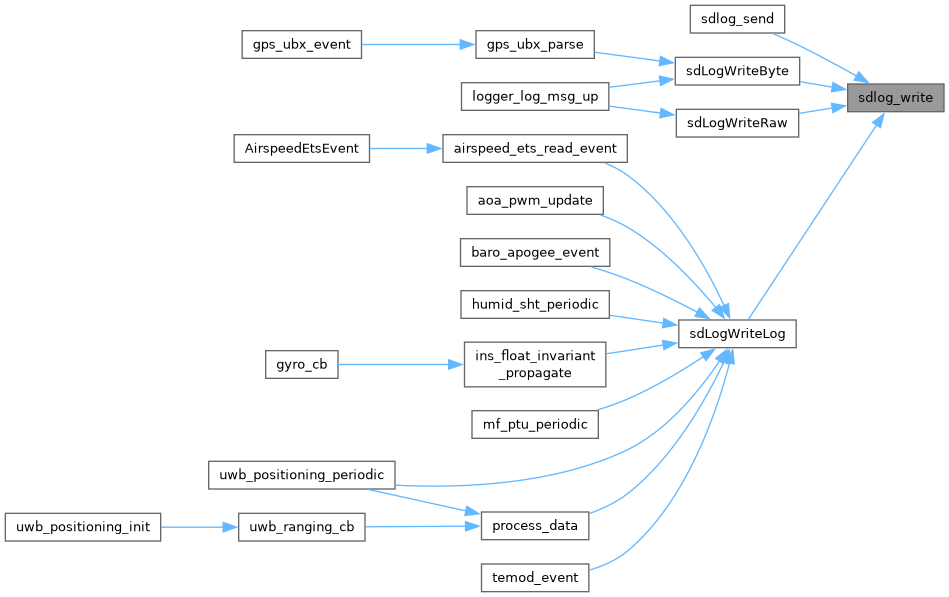 sdlog_send
gps_ubx_event
gps_ubx_parse
sdLogWriteByte
logger_log_msg_up
sdlog_write
sdLogWriteRaw
AirspeedEtsEvent
airspeed_ets_read_event
aoa_pwm_update
baro_apogee_event
humid_sht_periodic
sdLogWriteLog
gyro_cb
ins_float_invariant
_propagate
mf_ptu_periodic
uwb_positioning_periodic
uwb_positioning_init
uwb_ranging_cb
process_data
temod_event